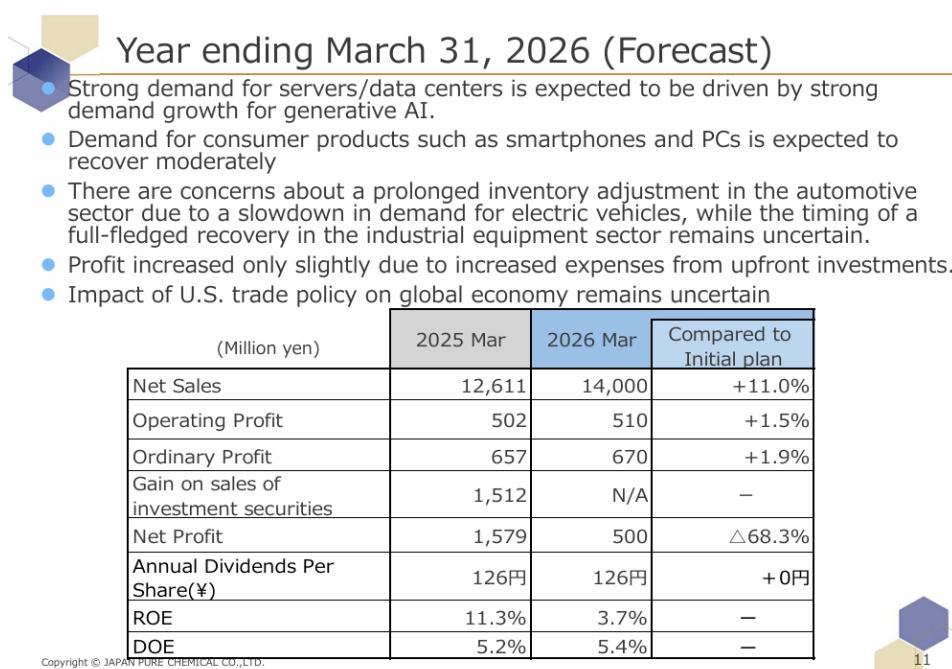 Year ending March 31, 2026 (Forecast)
Strong demand for servers/data centers is expected to be driven by strong
demand growth for generative AI.
Demand for consumer products such as smartphones and PCs is expected to
recover moderately
There are concerns about a prolonged inventory adjustment in the automotive
sector due to a slowdown in demand for electric vehicles, while the timing of a
full-fledged recovery in the industrial equipment sector remains uncertain.
Profit increased only slightly due to increased expenses from upfront investments.
Impact of U.S. trade policy on global economy remains uncertain
(Million yen) 2025 Mar 2026 Mar Compared to
Initial plan
Net Sales 12,611 14,000 +11.0%
Operating Profit 502 510 +1.5%
Ordinary Profit 657 670 +1.9%
Gain on sales of
investment securities 1,512 N/A －
Net Profit 1,579 500 △68.3%
Annual Dividends Per
Share(¥) 126円 126円 ＋0円
ROE 11.3% 3.7% －
DOE 5.2% 5.4% －
Copyright © JAPAN PURE CHEMICAL CO.,LTD. 11